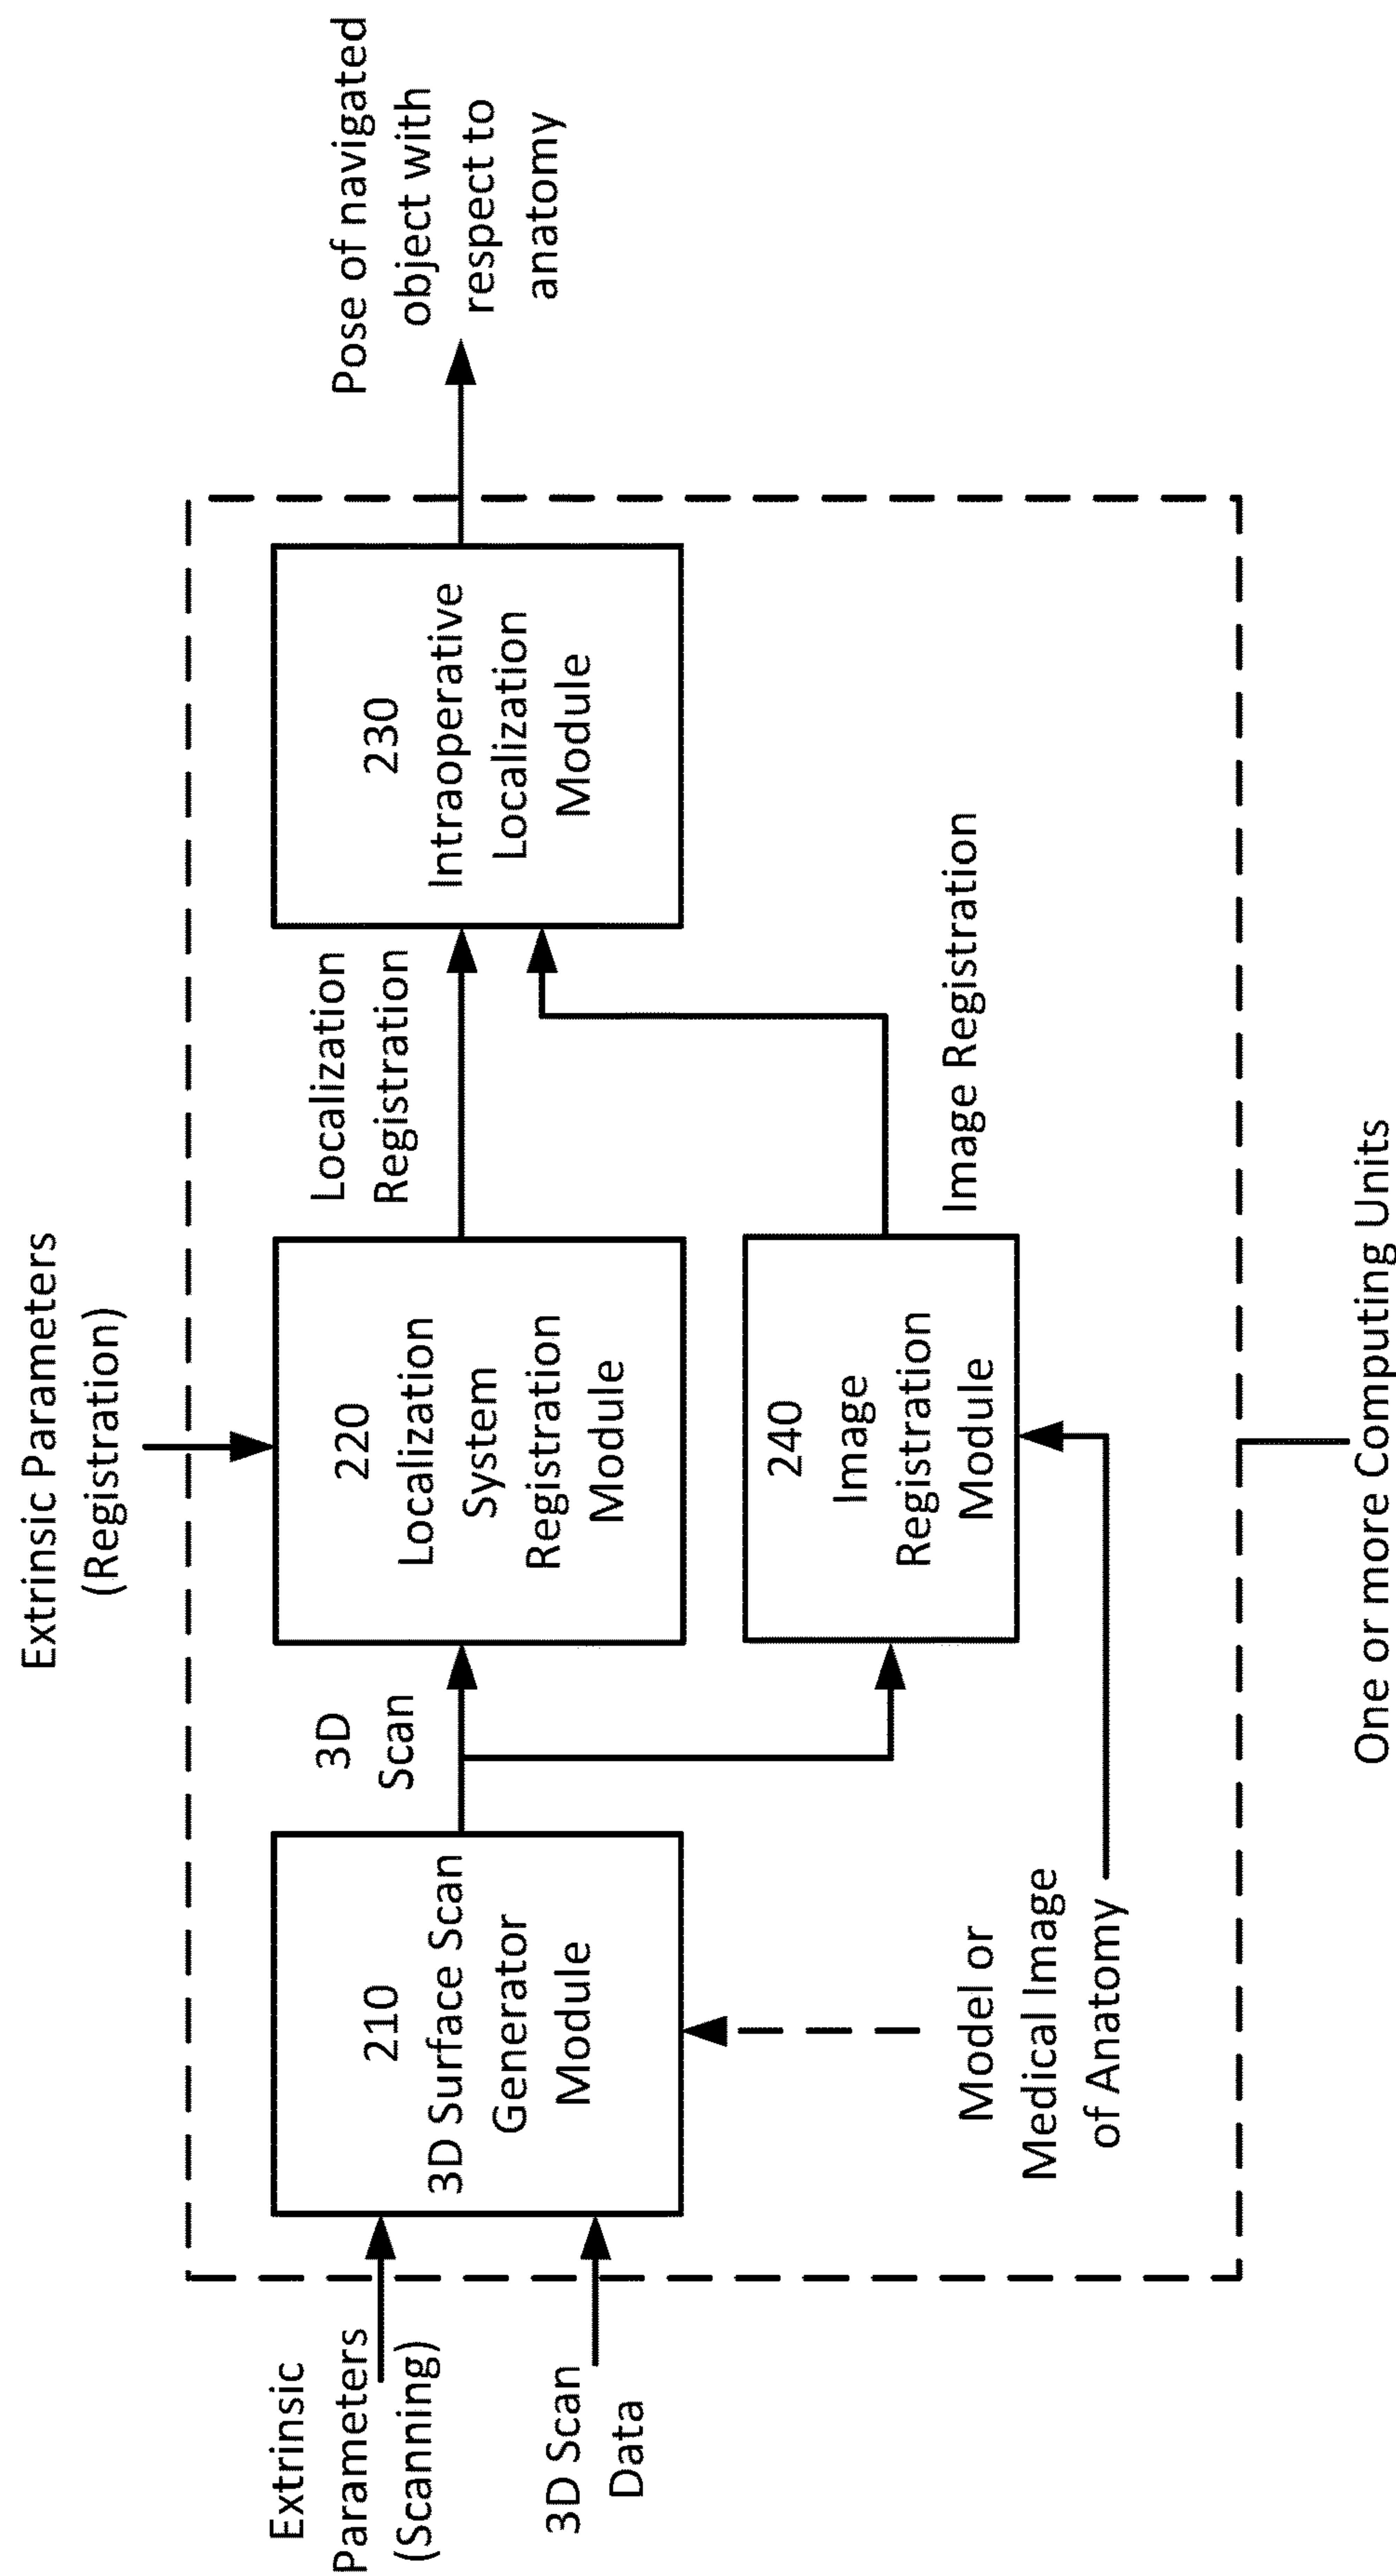 Extrinsic Parameters
(Registration)
Extrinsic
Parameters
(Scanning)
3D Scan
Data
210
3D Surface Scan
Generator
Module
3D
Scan
220
Localization
System
Registration
Module
Localization
Registration
230
Intraoperative
Localization
Module
Pose of navigated
object with
respect to
anatomy
240
Image
Registration
Module
Image Registration
Model or
Medical Image
of Anatomy
One or more Computing Units